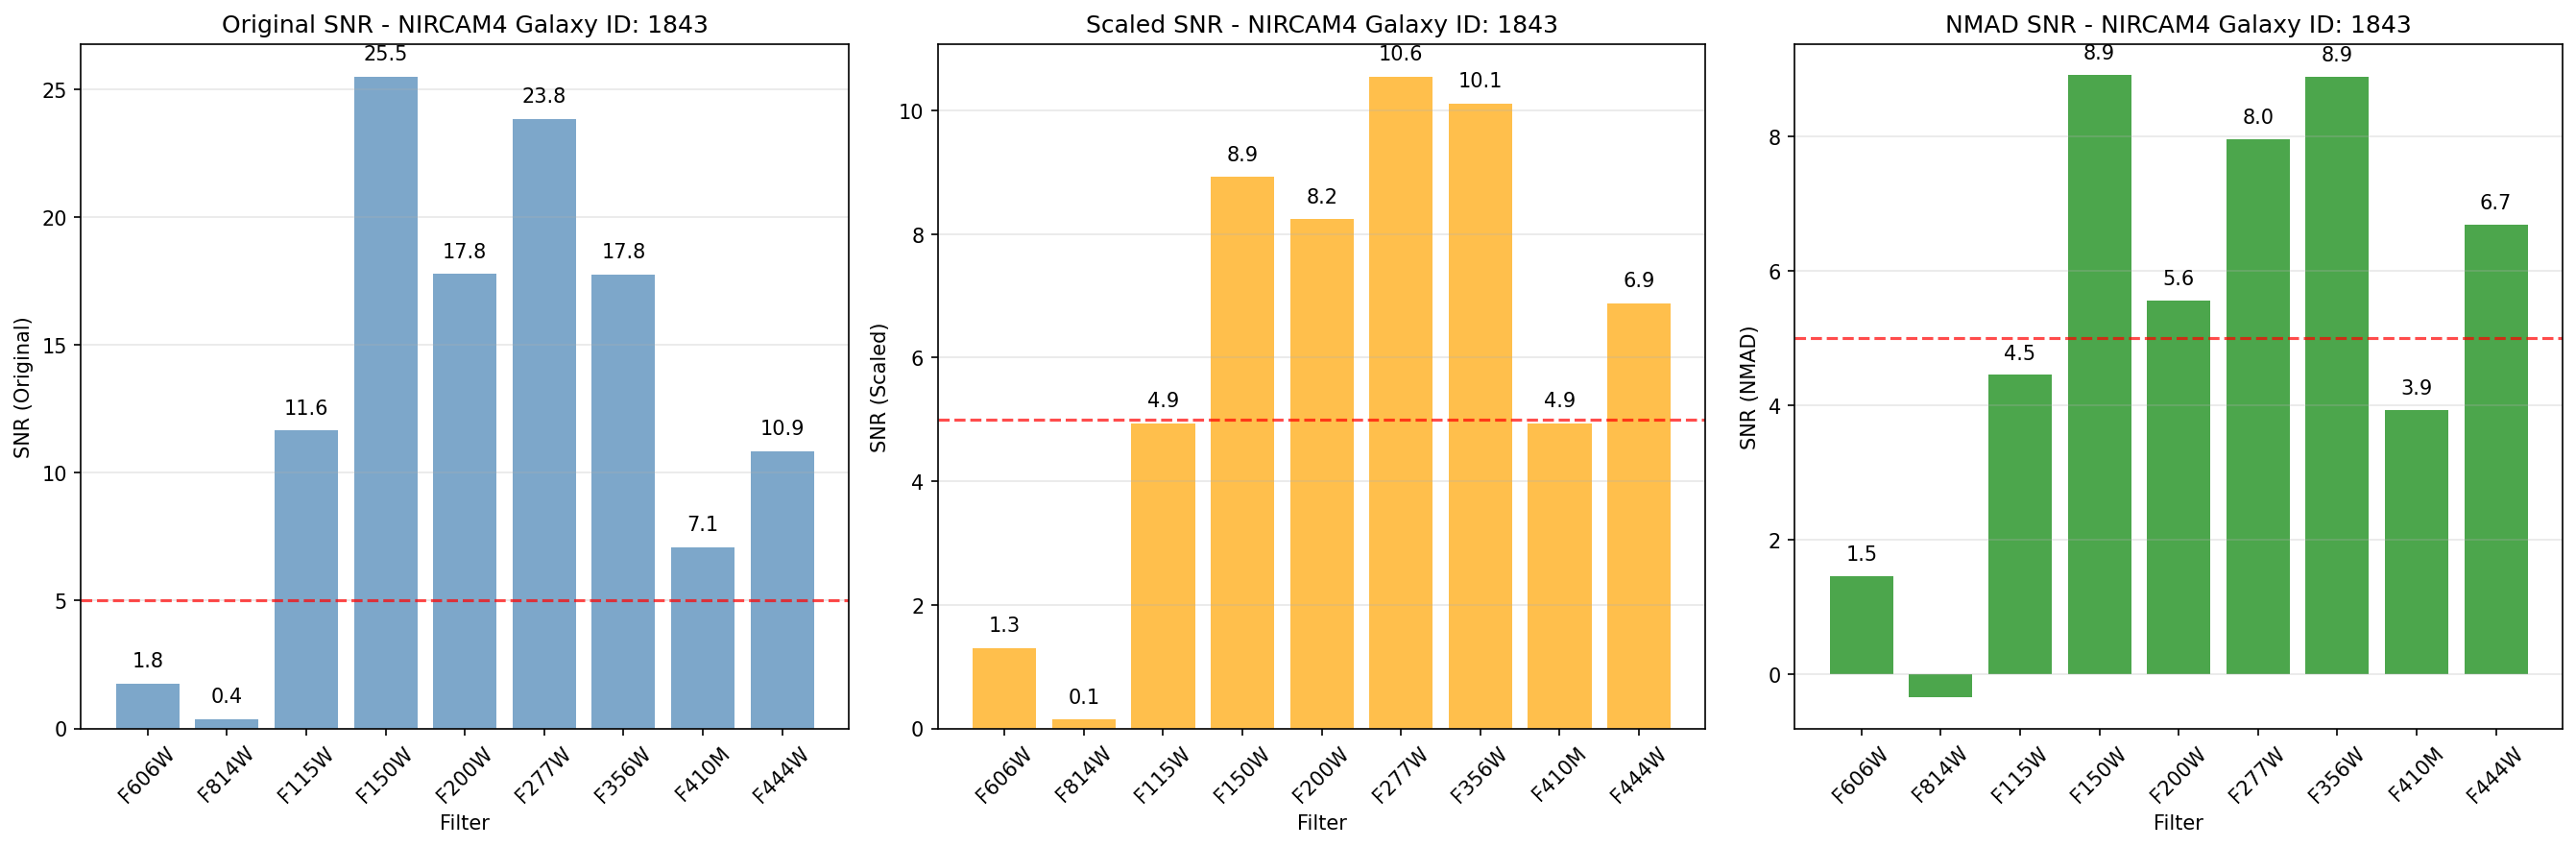 Original SNR - NIRCAM4 Galaxy ID: 1843
SNR (Original)
25
20
15
10
5
0
1.8
0.4
11.6
25.5
17.8
23.8
17.8
7.1
10.9
F606W
F814W
F115W
F150W
F200W
F277W
F356W
F410M
F444W
Filter
Scaled SNR - NIRCAM4 Galaxy ID: 1843
SNR (Scaled)
10
8
6
4
2
0
1.3
0.1
4.9
8.9
8.2
10.6
10.1
4.9
6.9
F606W
F814W
F115W
F150W
F200W
F277W
F356W
F410M
F444W
Filter
NMAD SNR - NIRCAM4 Galaxy ID: 1843
SNR (NMAD)
8
6
4
2
0
1.5
4.5
8.9
5.6
8.0
8.9
3.9
6.7
F606W
F814W
F115W
F150W
F200W
F277W
F356W
F410M
F444W
Filter